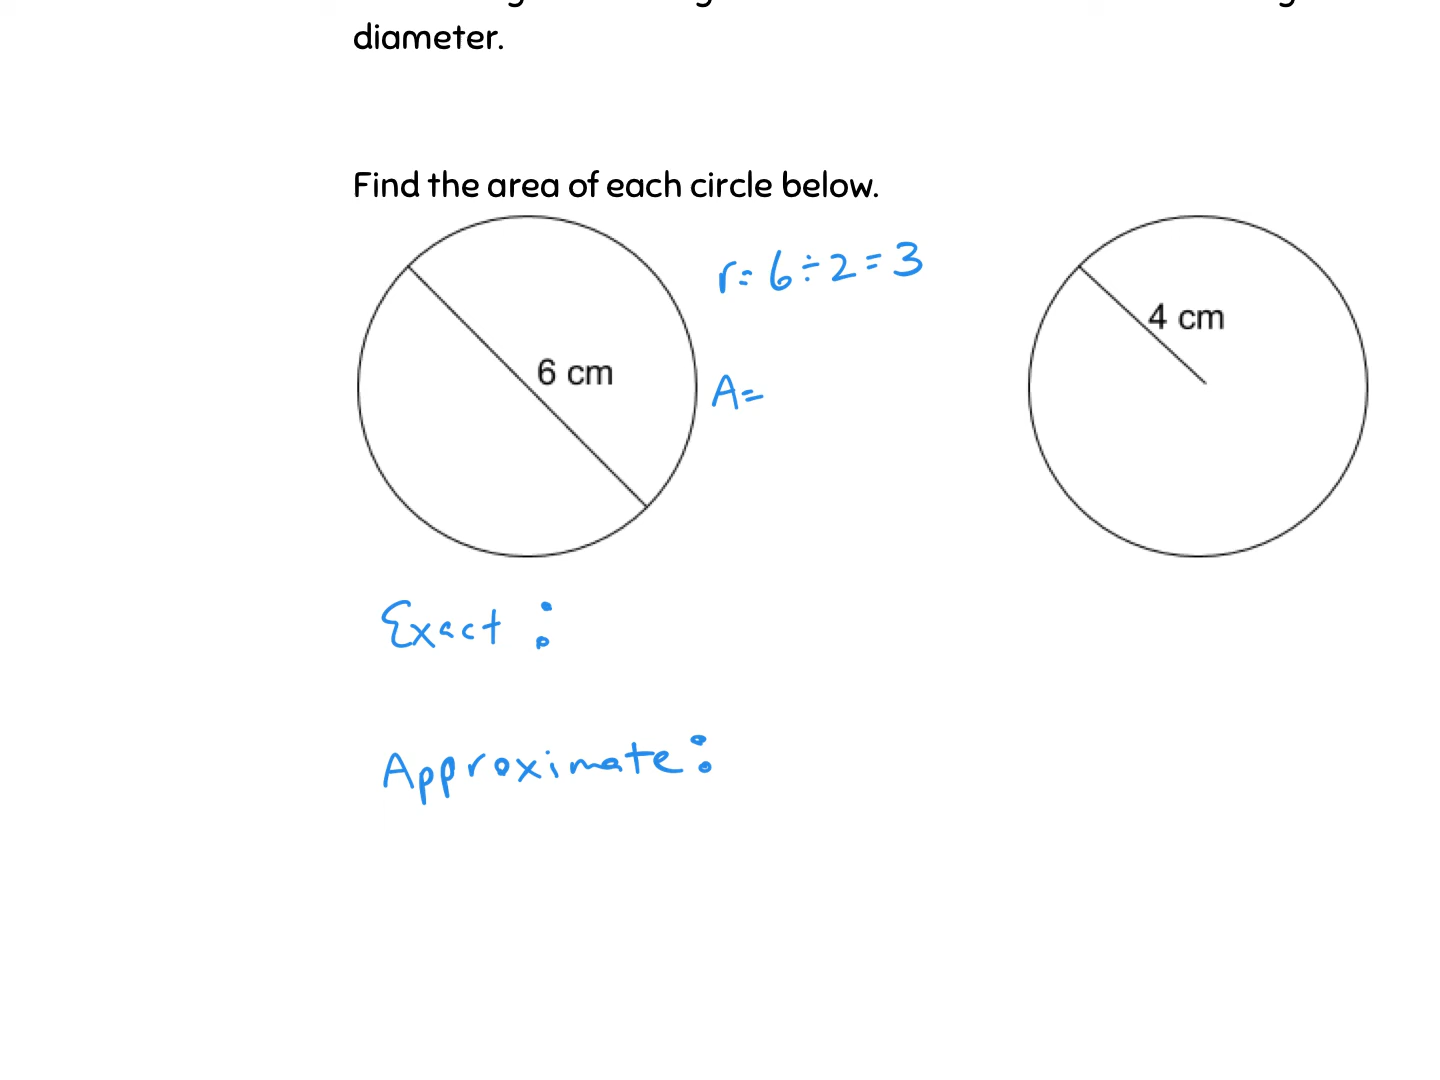 diameter.
Find the area of each circle below.
r= 6÷2=3
4 cm
6 cm
A=
Exact :
Approximate: